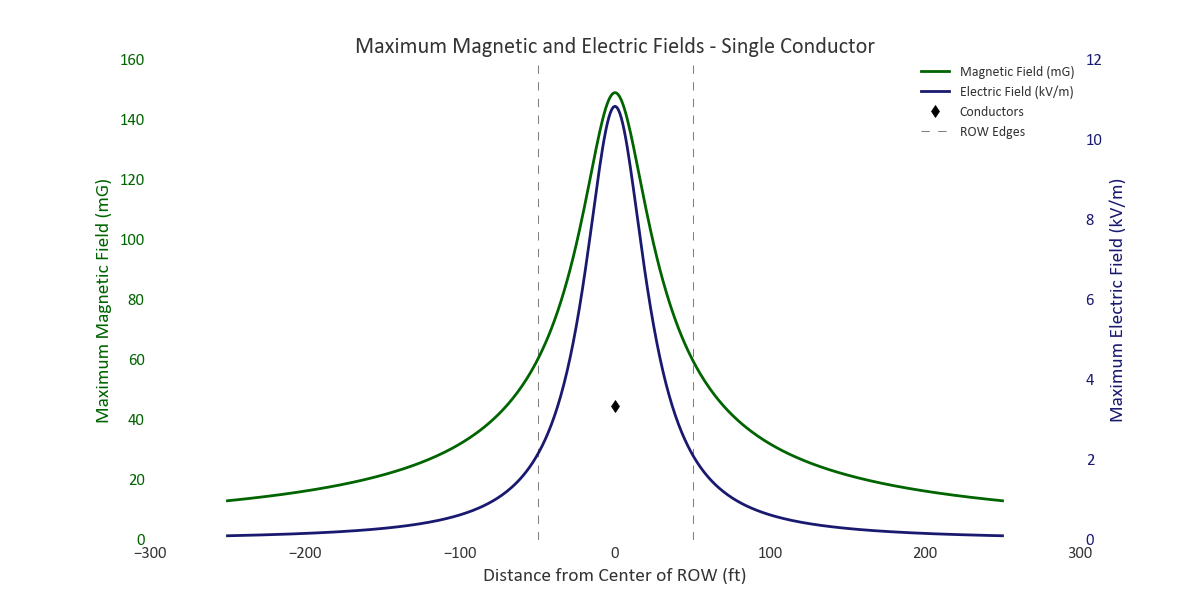 Maximum Magnetic and Electric Fields - Single Conductor
Magnetic Field (mG)
Electric Field (kV/m)
Conductors
ROW Edges
Maximum Magnetic Field (mG)
160
140
120
100
80
60
40
20
0
12
10
8
6
4
2
0
Maximum Electric Field (kV/m)
−300
−200
−100
0
100
200
300
Distance from Center of ROW (ft)